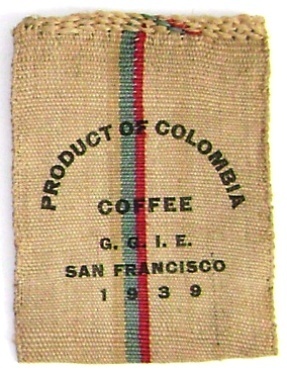 PRODUCT OF COLOMBIA
COFFEE
G. G. I. E.
SAN FRANCISCO
1939